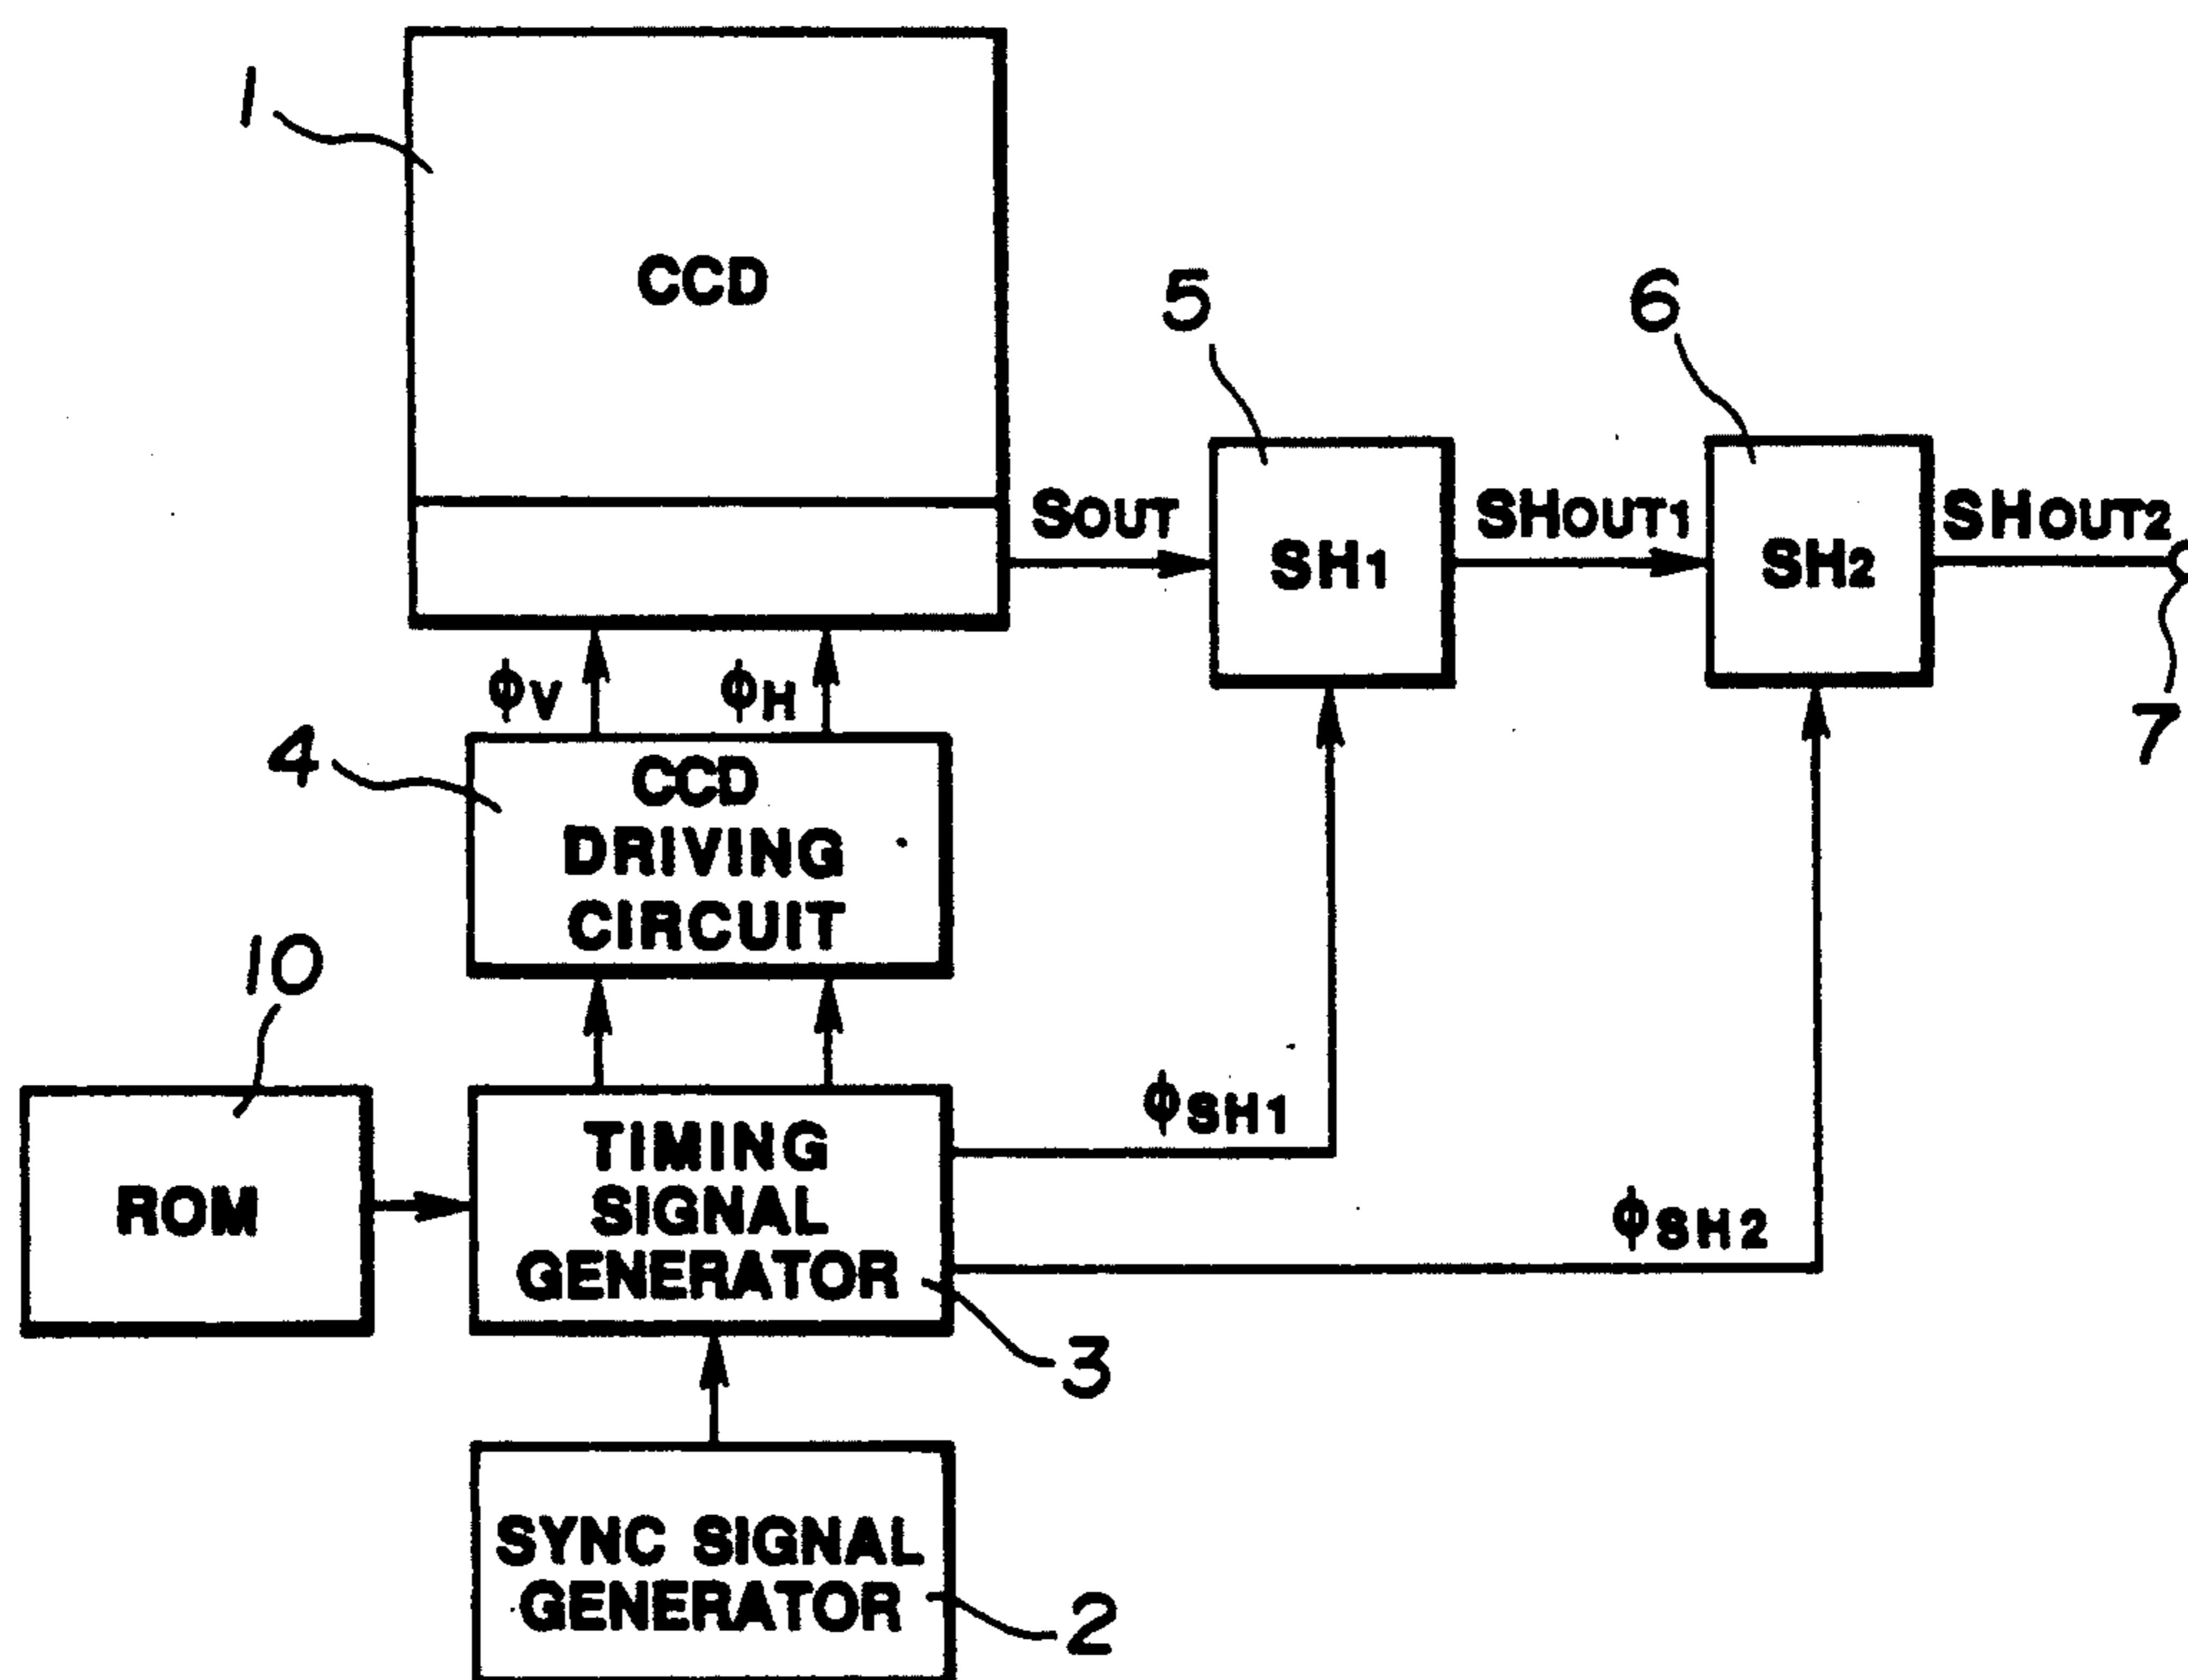 1
CCD
5
6
SOUT
SH1
SHOUT1
SH2
SHOUT2
7
ϕV
ϕH
4
CCD
DRIVING
CIRCUIT
10
ROM
TIMING
SIGNAL
GENERATOR
ϕSH1
ϕSH2
3
SYNC SIGNAL
GENERATOR
2